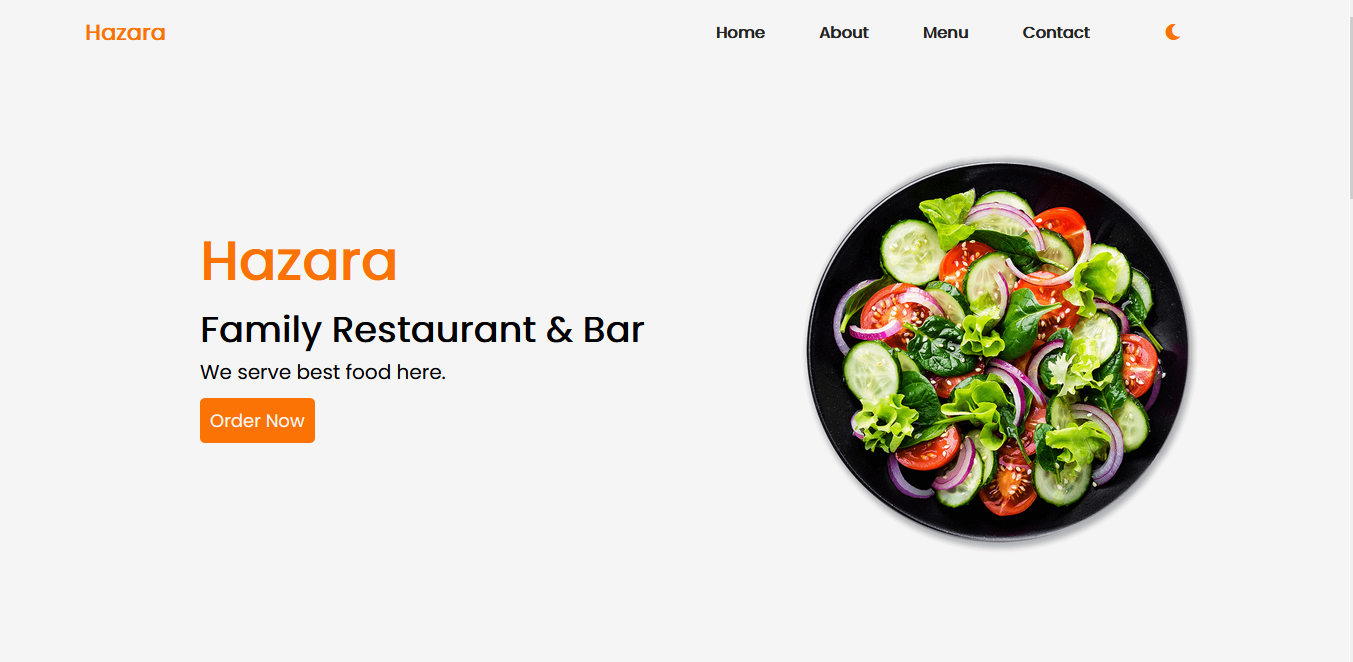 Hazara
Home About Menu Contact
Hazara
Family Restaurant & Bar
We serve best food here.
Order Now